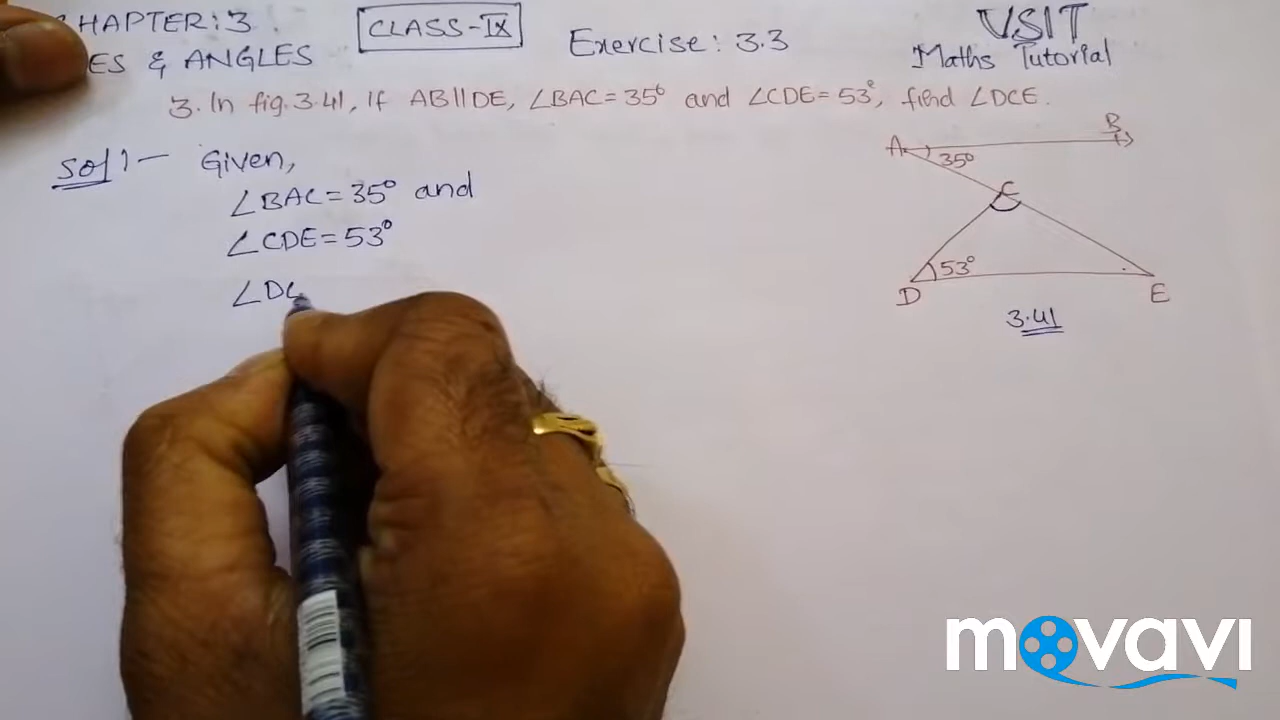 HAPTER: 3
CLASS-IX
Exercise: 3.3
VSIT
Maths Tutorial
ES & ANGLES
3. In fig. 3.41, If AB||DE, ∠BAC = 35° and ∠CDE = 53°, find ∠DCE.
Sol:- Given,
∠BAC = 35° and
∠CDE = 53°
∠DC
A
B
35°
C
53°
D
E
3.41
movavi